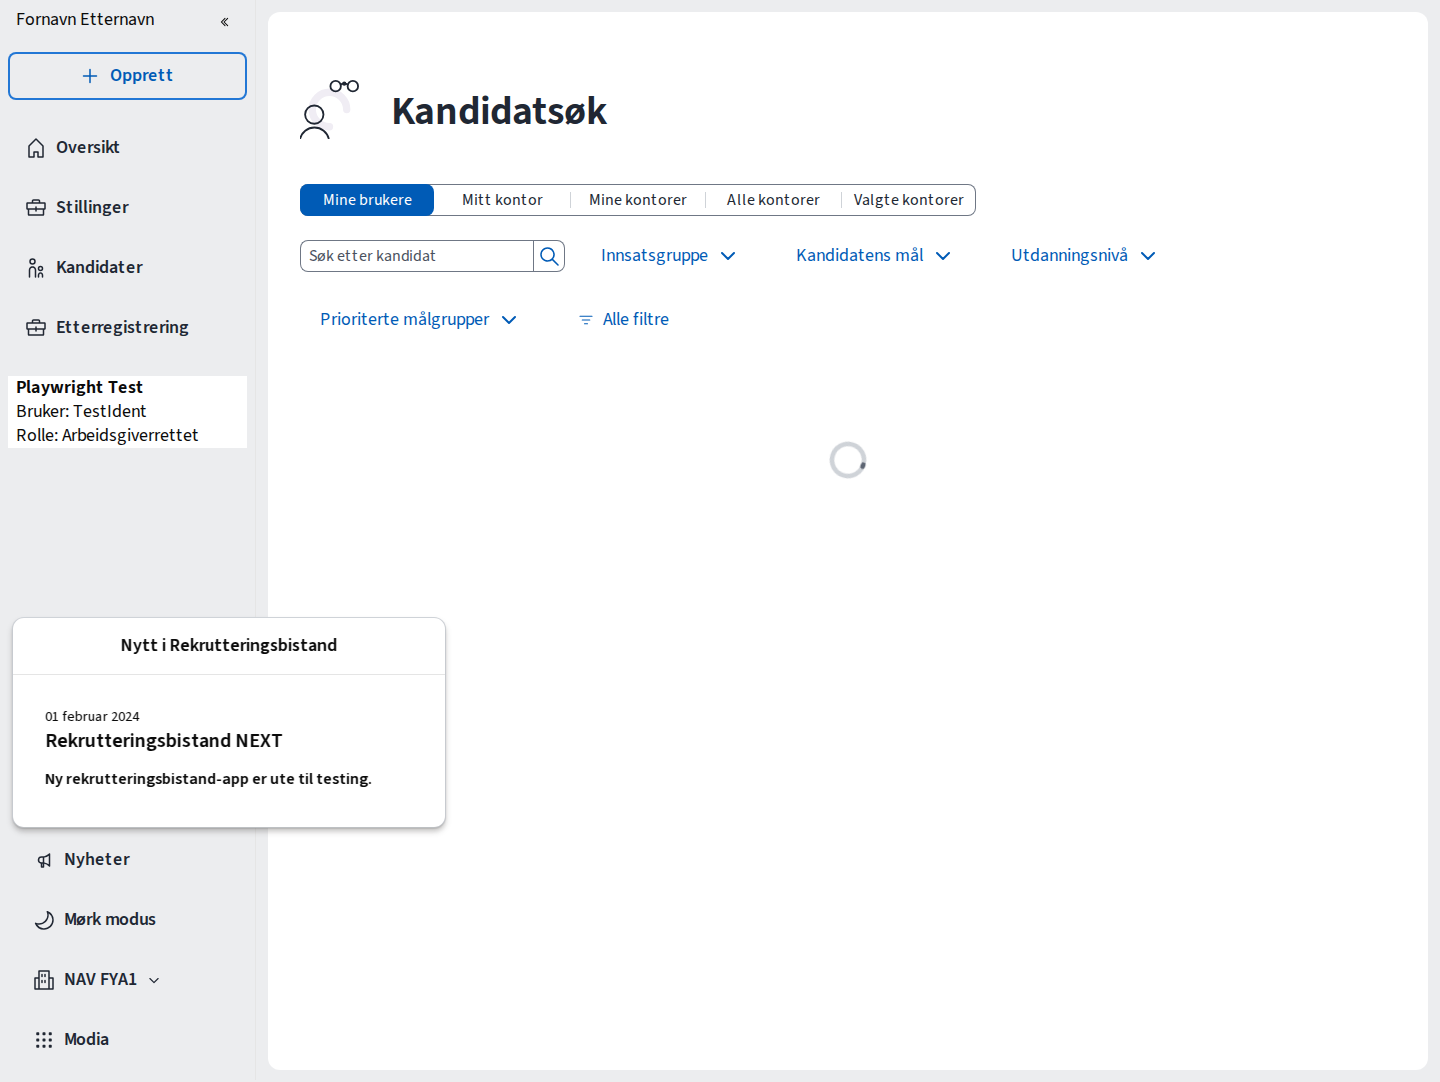 Fornavn Etternavn
Opprett
Oversikt
Stillinger
Kandidater
Etterregistrering
Playwright Test
Bruker: TestIdent
Rolle: Arbeidsgiverrettet
Nytt i Rekrutteringsbistand
01 februar 2024
Rekrutteringsbistand NEXT
Ny rekrutteringsbistand-app er ute til testing.
Nyheter
Mørk modus
NAV FYA1
Modia
Kandidatsøk
Mine brukere Mitt kontor Mine kontorer Alle kontorer Valgte kontorer
Søk etter kandidat Innsatsgruppe Kandidatens mål Utdanningsnivå
Prioriterte målgrupper Alle filtre